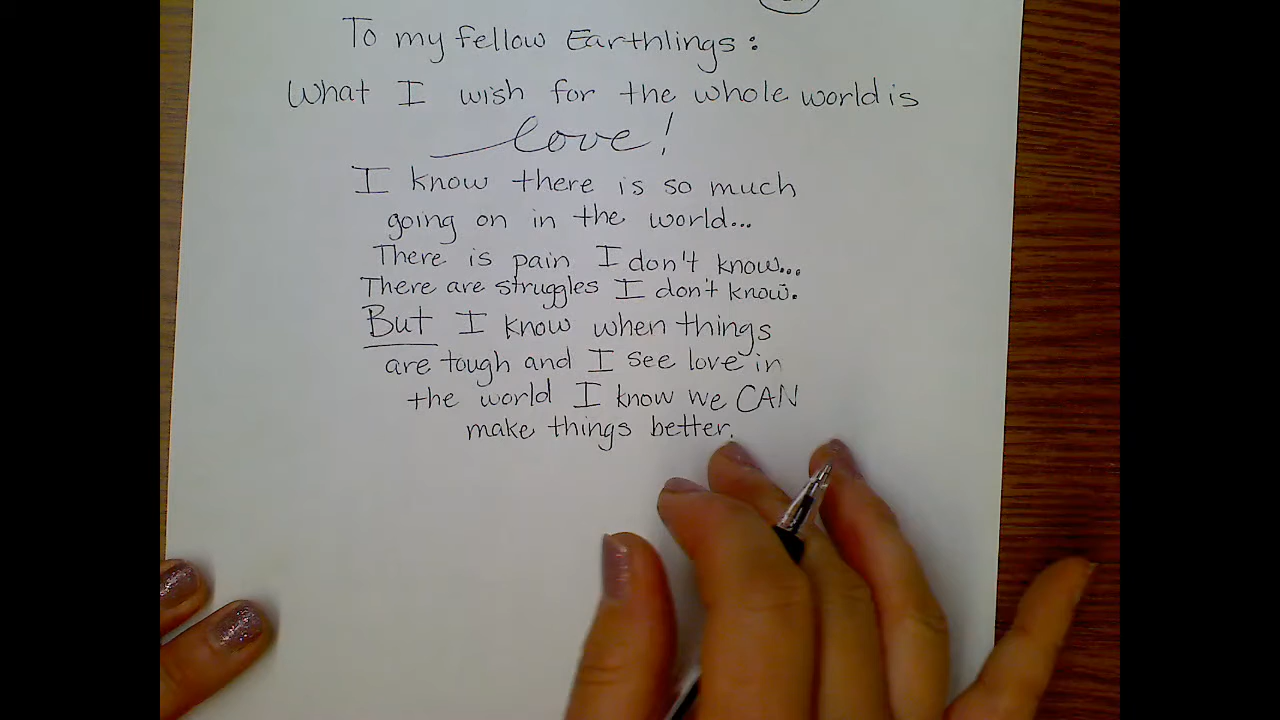 To my fellow Earthlings:
What I wish for the whole world is
love!
I know there is so much
going on in the world...
There is pain I don't know...
There are struggles I don't know.
But I know when things
are tough and I see love in
the world I know we CAN
make things better.